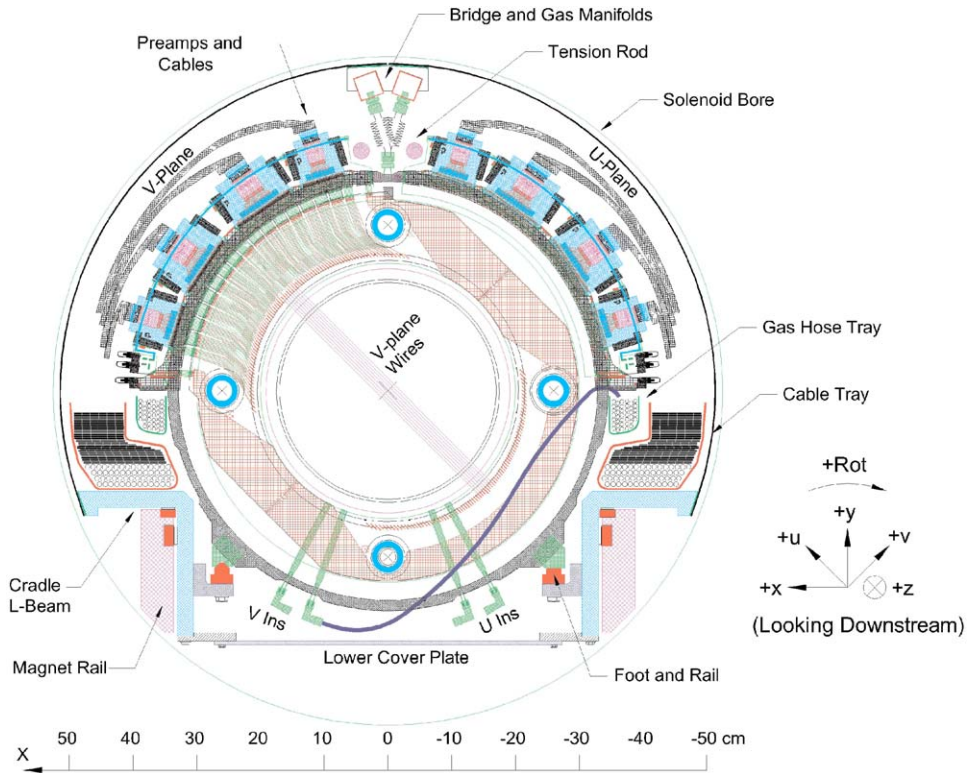 Bridge and Gas Manifolds
Preamps and
Cables
Tension Rod
Solenoid Bore
V-Plane
U-Plane
V-plane
Wires
Gas Hose Tray
Cable Tray
+Rot
+y
+u
+v
+x
+z
(Looking Downstream)
Cradle
L-Beam
V Ins
U Ins
Magnet Rail
Lower Cover Plate
Foot and Rail
X
50 40 30 20 10 0 -10 -20 -30 -40 -50 cm